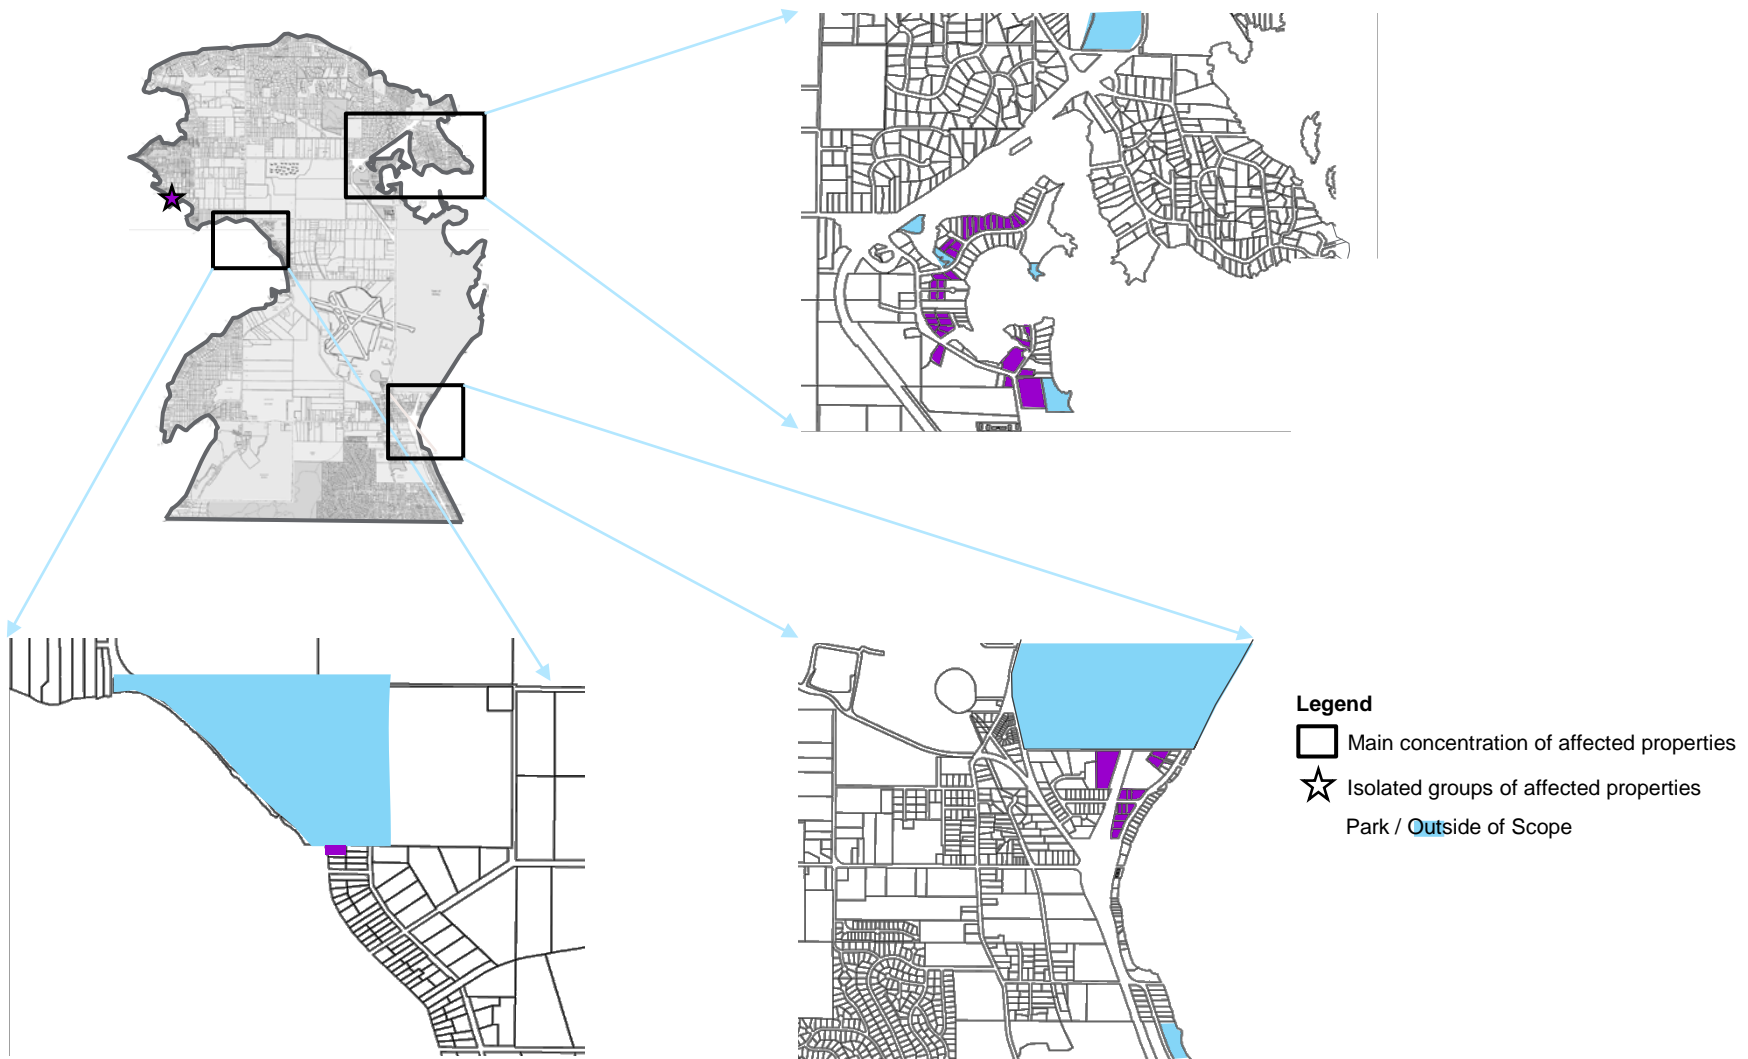 Legend
Main concentration of affected properties
Isolated groups of affected properties
Park / Outside of Scope